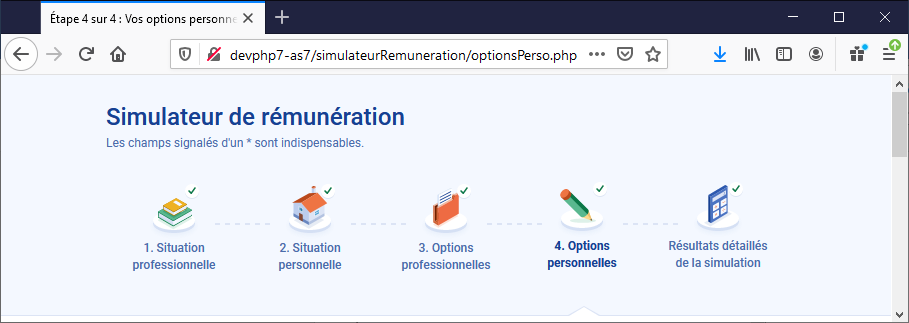 Étape 4 sur 4 : Vos options personne
devphp7-as7/simulateurRemuneration/optionsPerso.php
Simulateur de rémunération
Les champs signalés d'un * sont indispensables.
1. Situation
professionnelle
2. Situation
personnelle
3. Options
professionnelles
4. Options
personnelles
Résultats détaillés
de la simulation